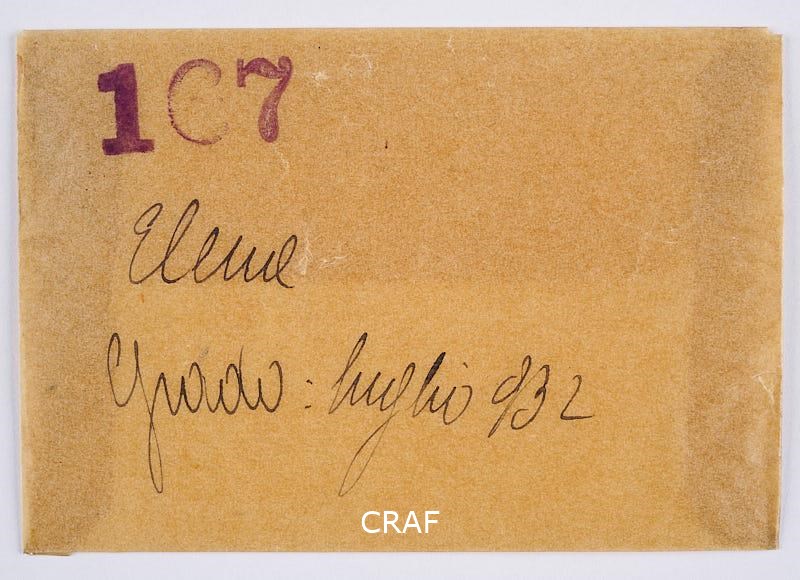 107
Elena
Grado: luglio 932
CRAF